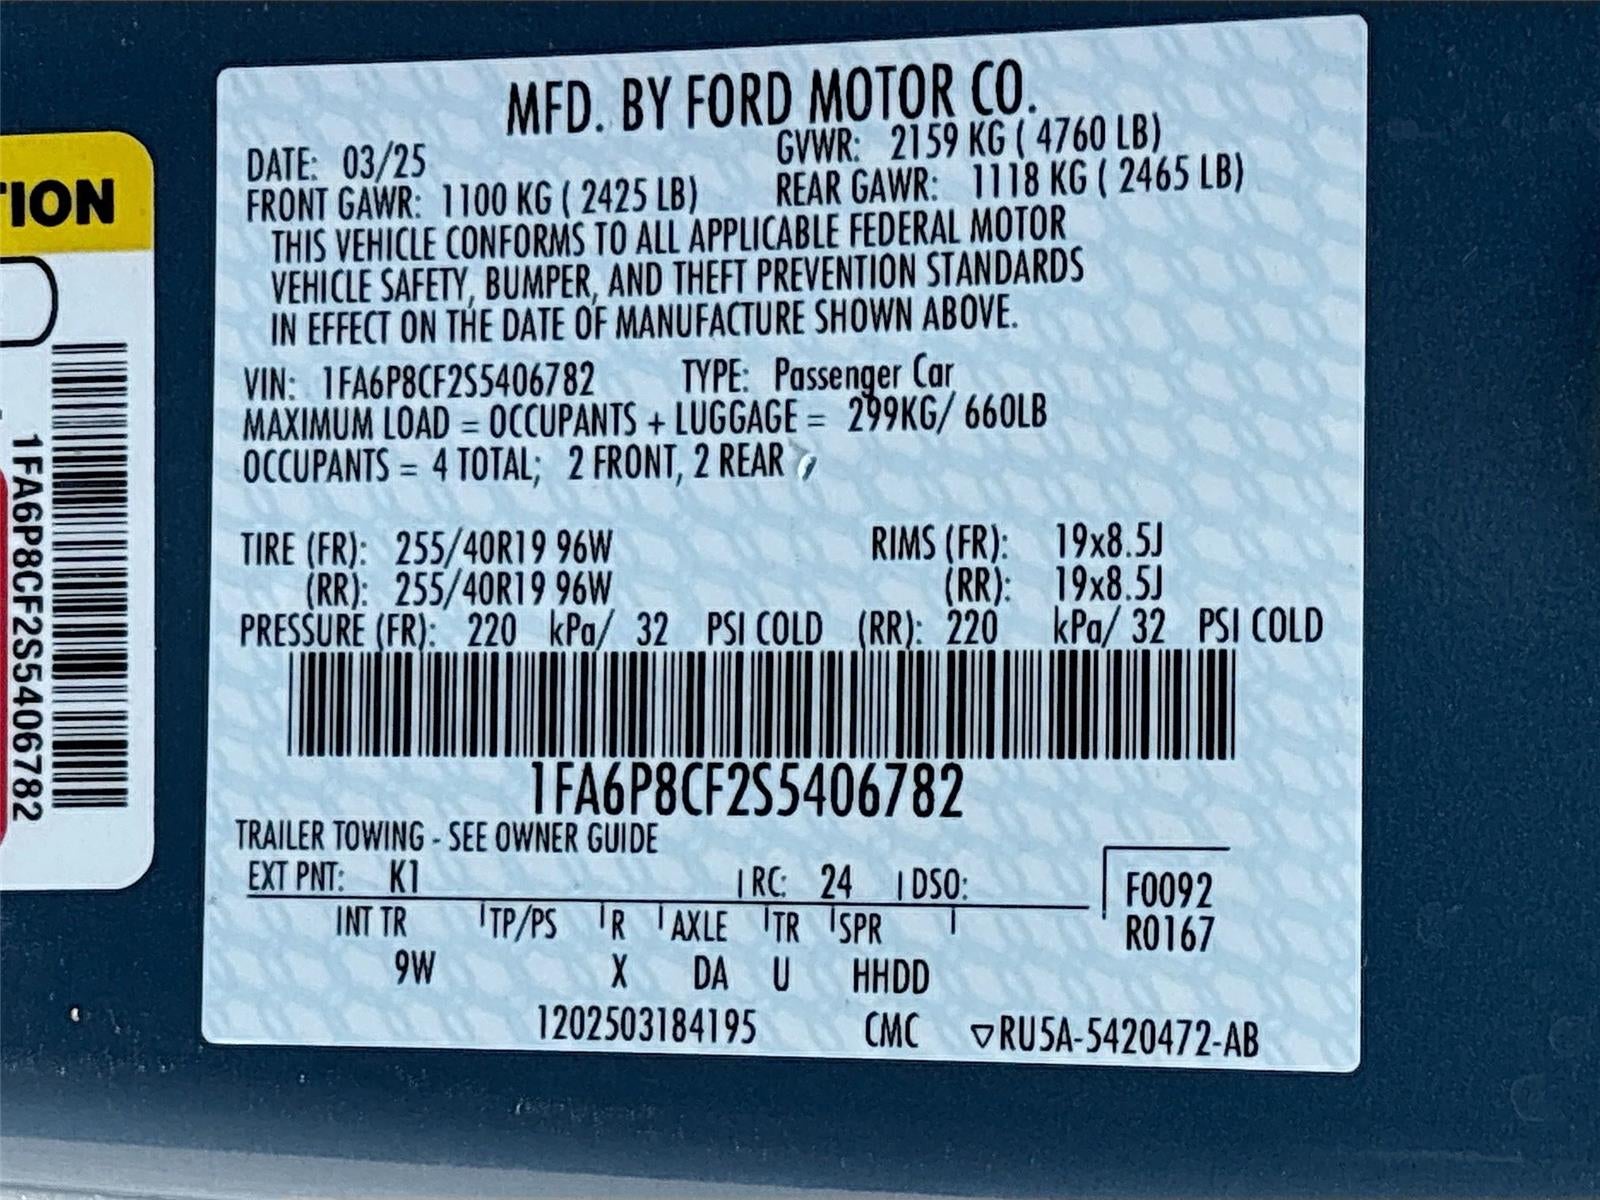 TION
1FA6P8CF2S5406782
MFD. BY FORD MOTOR CO.
DATE: 03/25 GVWR: 2159 KG ( 4760 LB)
FRONT GAWR: 1100 KG ( 2425 LB) REAR GAWR: 1118 KG ( 2465 LB)
THIS VEHICLE CONFORMS TO ALL APPLICABLE FEDERAL MOTOR
VEHICLE SAFETY, BUMPER, AND THEFT PREVENTION STANDARDS
IN EFFECT ON THE DATE OF MANUFACTURE SHOWN ABOVE.
VIN: 1FA6P8CF2S5406782 TYPE: Passenger Car
MAXIMUM LOAD = OCCUPANTS + LUGGAGE = 299KG/ 660LB
OCCUPANTS = 4 TOTAL; 2 FRONT, 2 REAR
TIRE (FR): 255/40R19 96W RIMS (FR): 19x8.5J
(RR): 255/40R19 96W (RR): 19x8.5J
PRESSURE (FR): 220 kPa/ 32 PSI COLD (RR): 220 kPa/ 32 PSI COLD
1FA6P8CF2S5406782
TRAILER TOWING - SEE OWNER GUIDE
EXT PNT: K1 RC: 24 DSO: F0092
INT TR TP/PS R AXLE TR SPR R0167
9W X DA U HHDD
1202503184195 CMC ▽RU5A-5420472-AB